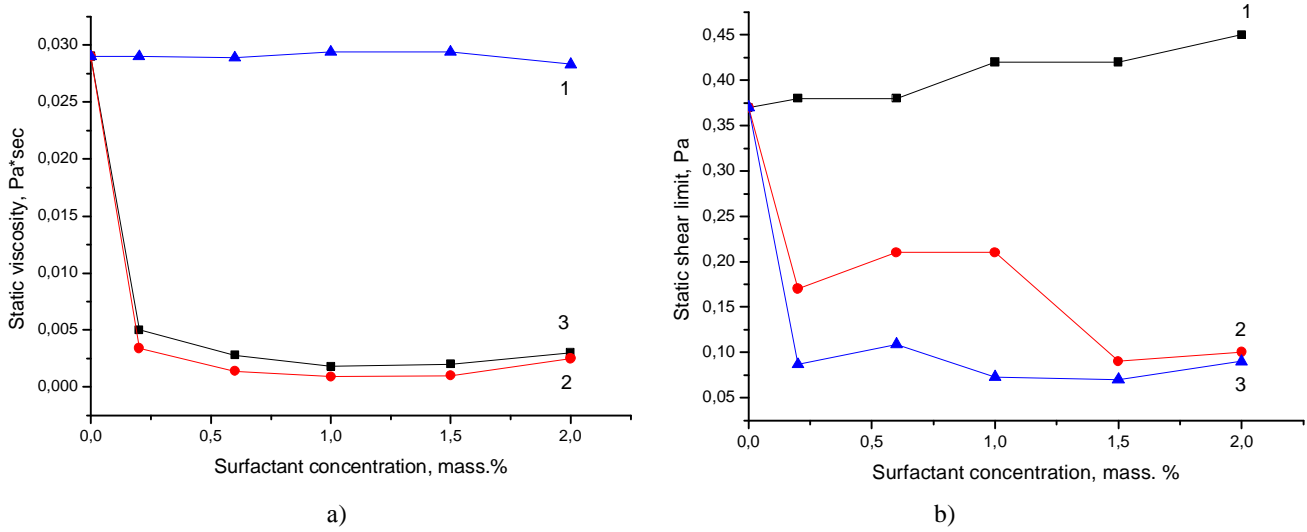 0,030
0,025
0,020
0,015
0,010
0,005
0,000
Static viscosity, Pa*sec
1
3
2
0,0 0,5 1,0 1,5 2,0
Surfactant concentration, mass.%
a)
0,45
0,40
0,35
0,30
0,25
0,20
0,15
0,10
0,05
Static shear limit, Pa
1
2
3
0,0 0,5 1,0 1,5 2,0
Surfactant concentration, mass. %
b)